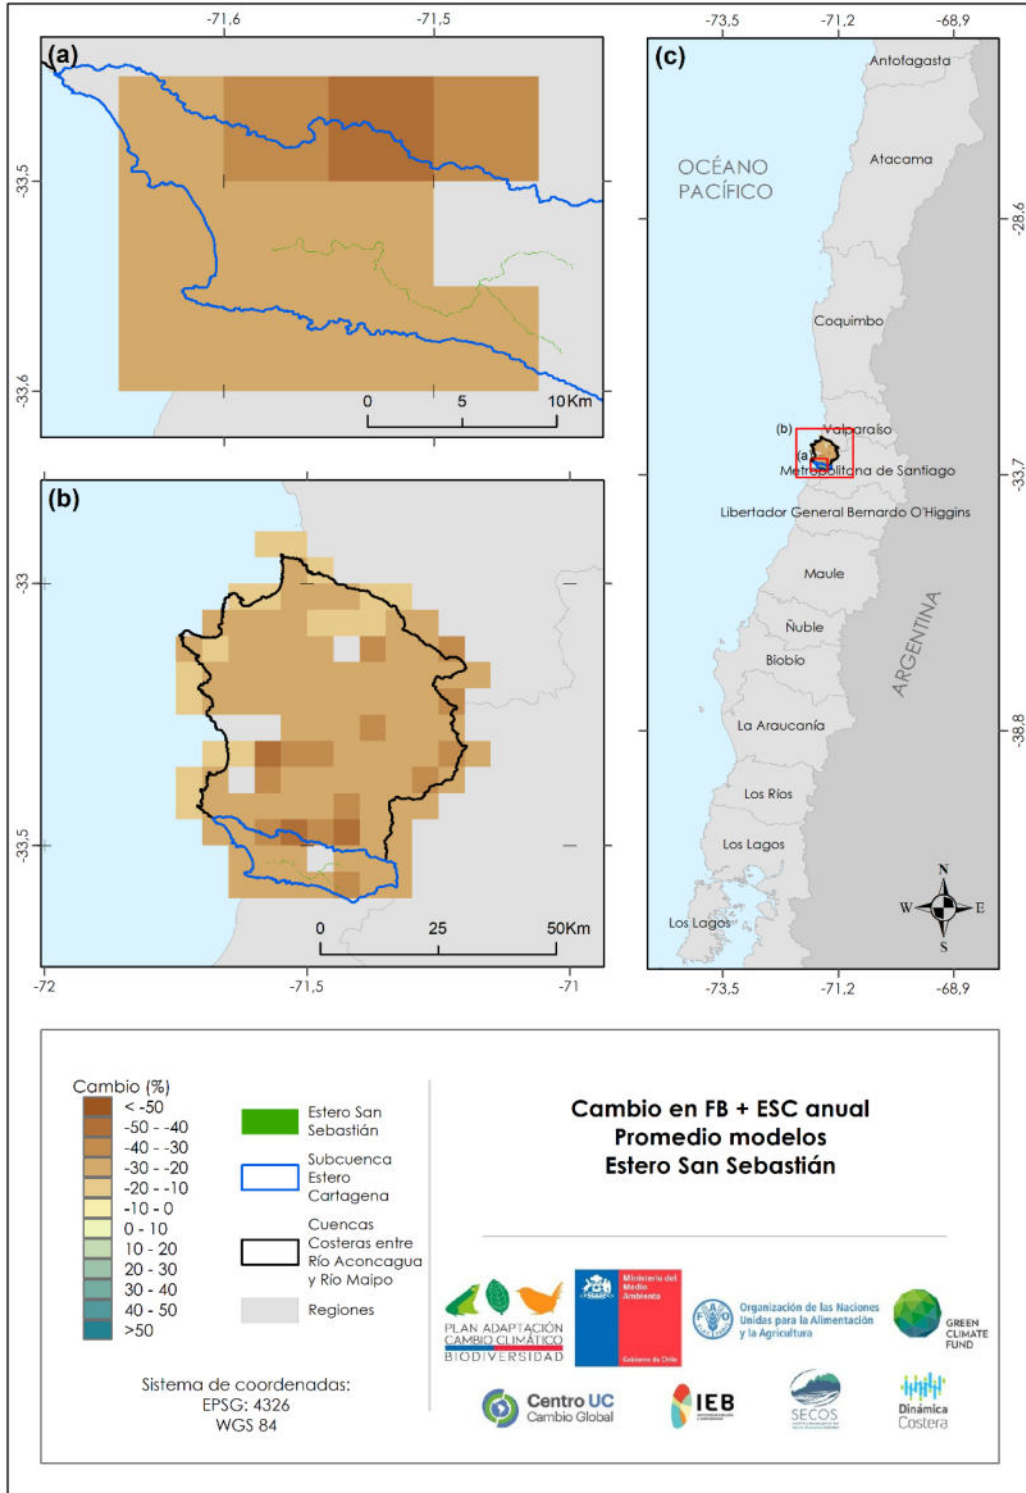 -71,6
-71,5
(a)
-33,5
-33,6
0
5
10Km
(b)
-33
-33,5
0
25
50Km
-72
-71,5
-71
-73,5
-71,2
-68,9
(c)
Antofagasta
Atacama
OCÉANO
PACÍFICO
-28,6
Coquimbo
(b)
Valparaíso
(a)
Metropolitana de Santiago
-33,7
Libertador General Bernardo O'Higgins
Maule
Ñuble
Biobío
ARGENTINA
La Araucanía
-38,8
Los Ríos
Los Lagos
N
W
E
S
Los Lagos
-73,5
-71,2
-68,9
Cambio (%)
< -50
-50 - -40
-40 - -30
-30 - -20
-20 - -10
-10 - 0
0 - 10
10 - 20
20 - 30
30 - 40
40 - 50
>50
Estero San
Sebastián
Subcuenca
Estero
Cartagena
Cuencas
Costeras entre
Río Aconcagua
y Río Maipo
Regiones
Sistema de coordenadas:
EPSG: 4326
WGS 84
Cambio en FB + ESC anual
Promedio modelos
Estero San Sebastián
PLAN ADAPTACIÓN
CAMBIO CLIMÁTICO
BIODIVERSIDAD
Ministerio del
Medio
Ambiente
Gobierno de Chile
FAO
Organización de las Naciones
Unidas para la Alimentación
y la Agricultura
GREEN
CLIMATE
FUND
Centro UC
Cambio Global
IEB
SECOS
Dinámica
Costera